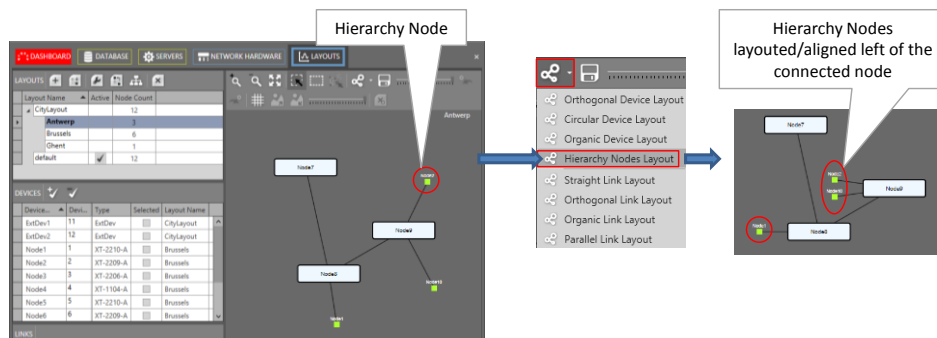 Hierarchy Node
DASHBOARD
DATABASE
SERVERS
NETWORK HARDWARE
LAYOUTS
×
LAYOUTS
Layout Name Active Node Count
CityLayout 12
Antwerp 3
Brussels 6
Ghent 1
default 12
DEVICES
Device... Devi... Type Selected Layout Name
ExtDev1 11 ExtDev CityLayout
ExtDev2 12 ExtDev CityLayout
Node1 1 XT-2210-A Brussels
Node2 2 XT-2209-A Brussels
Node3 3 XT-2206-A Brussels
Node4 4 XT-1104-A Brussels
Node5 5 XT-2210-A Brussels
Node6 6 XT-2209-A Brussels
LINKS
Antwerp
Node7
Node9
Node8
Node10
Orthogonal Device Layout
Circular Device Layout
Organic Device Layout
Hierarchy Nodes Layout
Straight Link Layout
Orthogonal Link Layout
Organic Link Layout
Parallel Link Layout
Hierarchy Nodes
layouted/aligned left of the
connected node
Node7
Node2
Node10
Node9
Node1
Node8